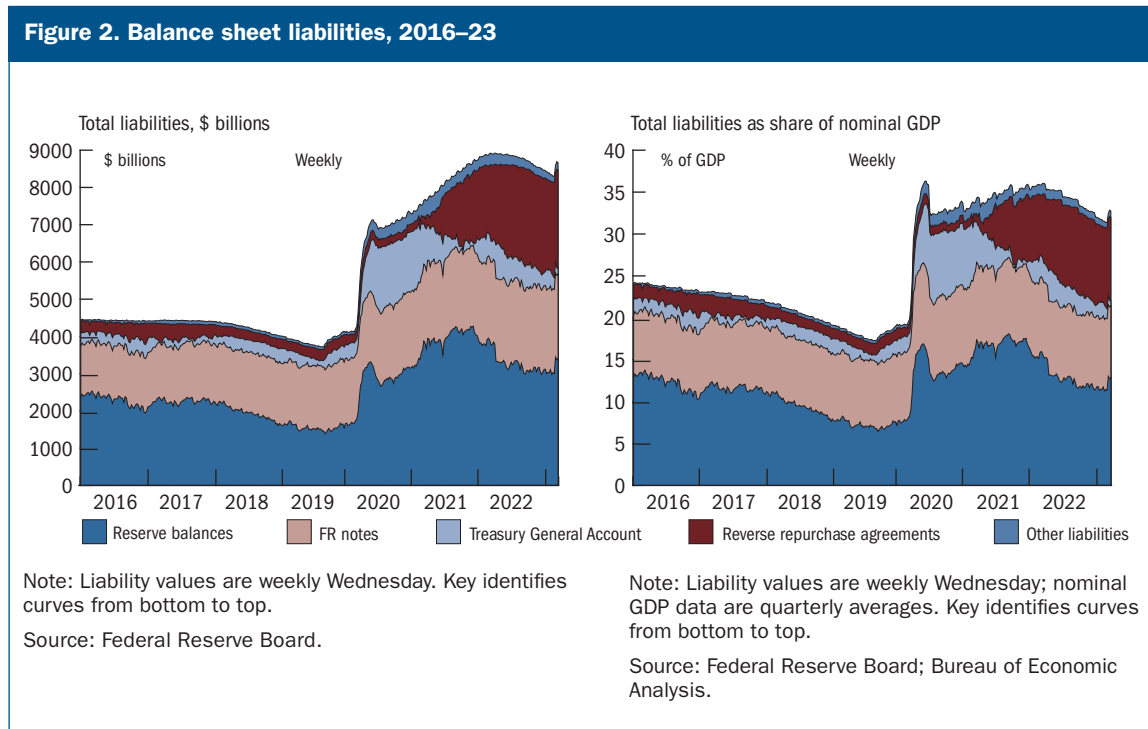 Figure 2. Balance sheet liabilities, 2016–23
Total liabilities, $ billions
$ billions
Weekly
9000
8000
7000
6000
5000
4000
3000
2000
1000
0
2016 2017 2018 2019 2020 2021 2022
Total liabilities as share of nominal GDP
% of GDP
Weekly
40
35
30
25
20
15
10
5
0
2016 2017 2018 2019 2020 2021 2022
Reserve balances
FR notes
Treasury General Account
Reverse repurchase agreements
Other liabilities
Note: Liability values are weekly Wednesday. Key identifies
curves from bottom to top.
Source: Federal Reserve Board.
Note: Liability values are weekly Wednesday; nominal
GDP data are quarterly averages. Key identifies curves
from bottom to top.
Source: Federal Reserve Board; Bureau of Economic
Analysis.